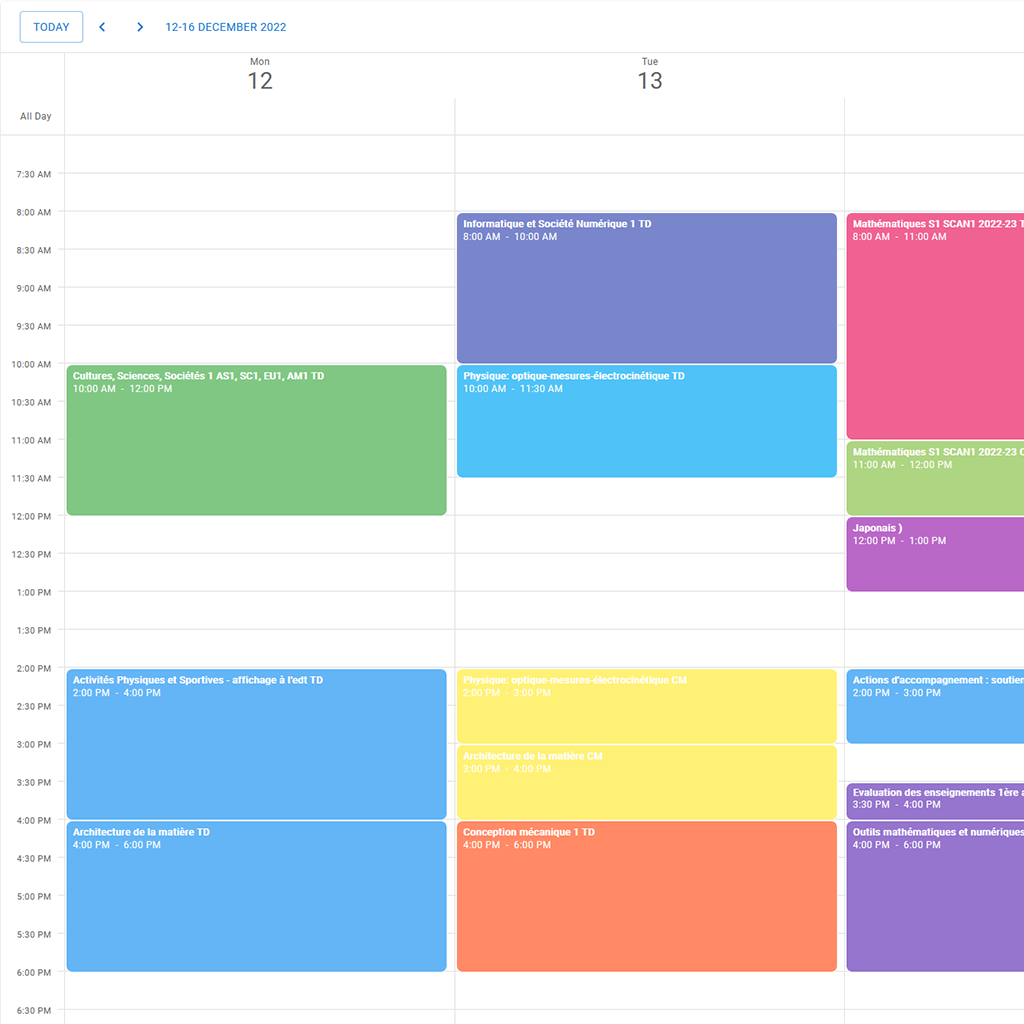 TODAY
12-16 DECEMBER 2022
Mon
12
Tue
13
All Day
7:30 AM
8:00 AM
8:30 AM
9:00 AM
9:30 AM
10:00 AM
10:30 AM
11:00 AM
11:30 AM
12:00 PM
12:30 PM
1:00 PM
1:30 PM
2:00 PM
2:30 PM
3:00 PM
3:30 PM
4:00 PM
4:30 PM
5:00 PM
5:30 PM
6:00 PM
6:30 PM
Cultures, Sciences, Sociétés 1 AS1, SC1, EU1, AM1 TD
10:00 AM - 12:00 PM
Activités Physiques et Sportives - affichage à l'edt TD
2:00 PM - 4:00 PM
Architecture de la matière TD
4:00 PM - 6:00 PM
Informatique et Société Numérique 1 TD
8:00 AM - 10:00 AM
Physique: optique-mesures-électrocinétique TD
10:00 AM - 11:30 AM
Physique: optique-mesures-électrocinétique CM
2:00 PM - 3:00 PM
Architecture de la matière CM
3:00 PM - 4:00 PM
Conception mécanique 1 TD
4:00 PM - 6:00 PM
Mathématiques S1 SCAN1 2022-23
8:00 AM - 11:00 AM
Mathématiques S1 SCAN1 2022-23
11:00 AM - 12:00 PM
Japonais )
12:00 PM - 1:00 PM
Actions d'accompagnement : soutien
2:00 PM - 3:00 PM
Evaluation des enseignements 1ère
3:30 PM - 4:00 PM
Outils mathématiques et numériques
4:00 PM - 6:00 PM